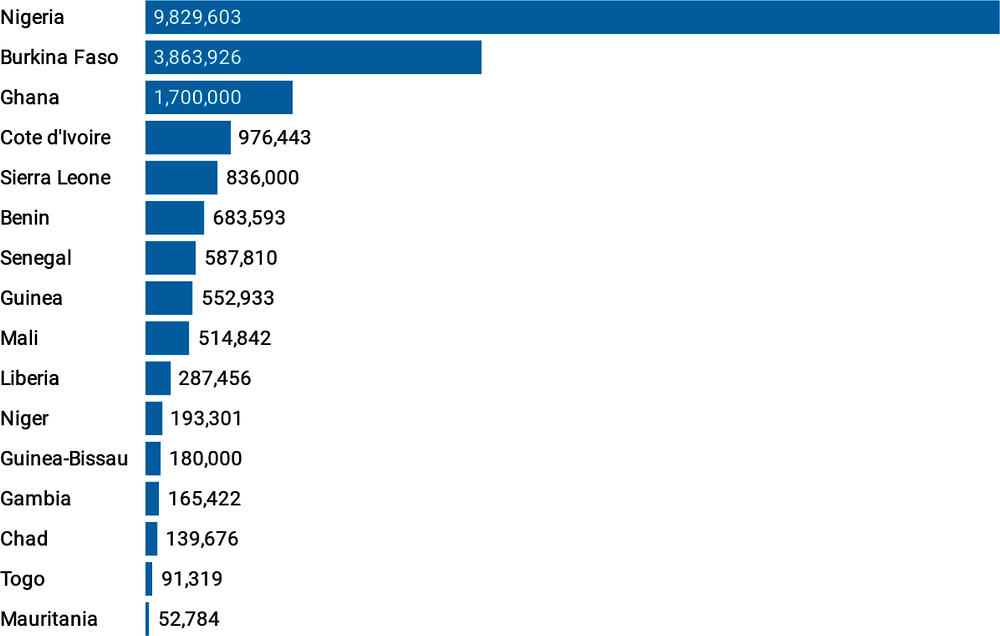 Nigeria 9,829,603
Burkina Faso 3,863,926
Ghana 1,700,000
Cote d'Ivoire 976,443
Sierra Leone 836,000
Benin 683,593
Senegal 587,810
Guinea 552,933
Mali 514,842
Liberia 287,456
Niger 193,301
Guinea-Bissau 180,000
Gambia 165,422
Chad 139,676
Togo 91,319
Mauritania 52,784